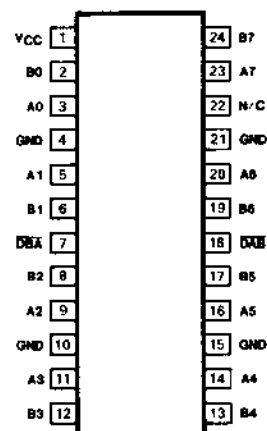 VCC 1 24 B7
B0 2 23 A7
A0 3 22 N/C
GND 4 21 GND
A1 5 20 A6
B1 6 19 B6
D̅B̅A̅ 7 18 D̅A̅B̅
B2 8 17 B5
A2 9 16 A5
GND 10 15 GND
A3 11 14 A4
B3 12 13 B4